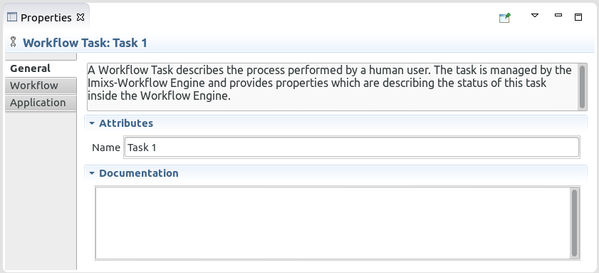 Properties
Workflow Task: Task 1
General
Workflow
Application
A Workflow Task describes the process performed by a human user. The task is managed by the
Imixs-Workflow Engine and provides properties which are describing the status of this task
inside the Workflow Engine.
Attributes
Name Task 1
Documentation